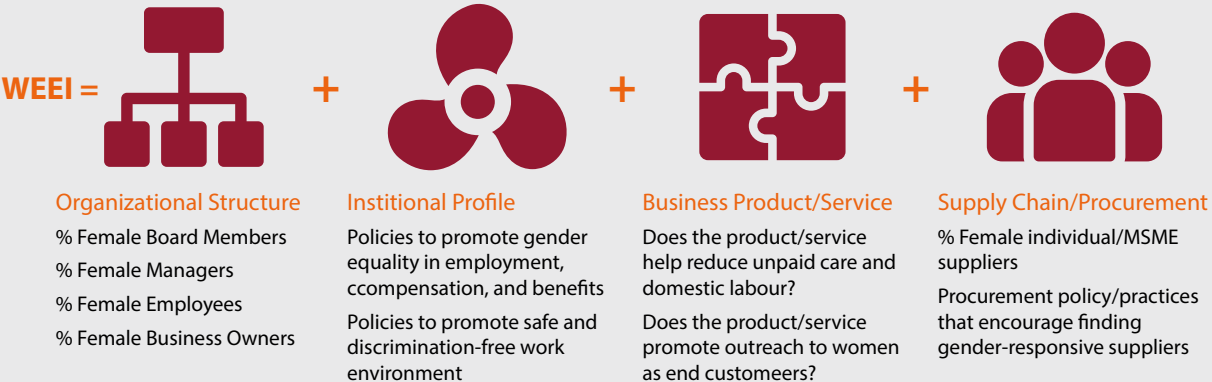 WEEI = + + +
Organizational Structure
% Female Board Members
% Female Managers
% Female Employees
% Female Business Owners
Institional Profile
Policies to promote gender
equality in employment,
ccompensation, and benefits
Policies to promote safe and
discrimination-free work
environment
Business Product/Service
Does the product/service
help reduce unpaid care and
domestic labour?
Does the product/service
promote outreach to women
as end customeers?
Supply Chain/Procurement
% Female individual/MSME
suppliers
Procurement policy/practices
that encourage finding
gender-responsive suppliers